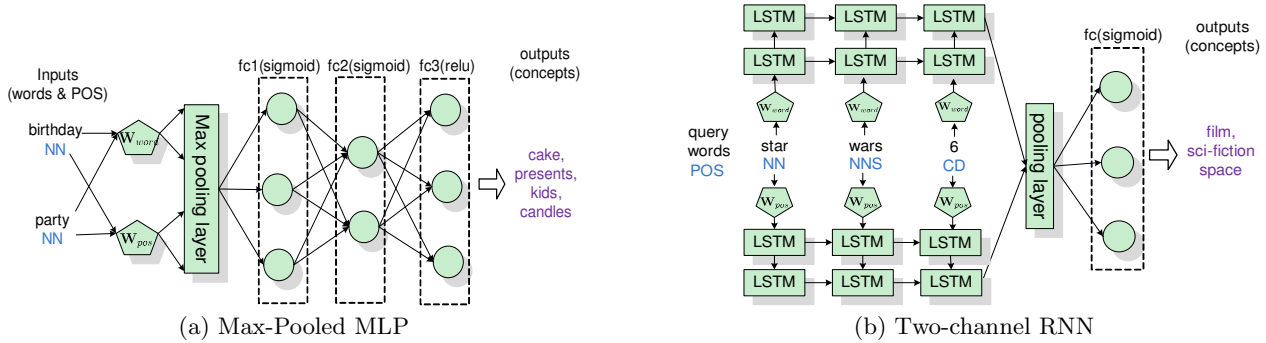 Inputs
(words & POS)
birthday
NN
party
NN
W_word
W_pos
Max pooling layer
fc1(sigmoid)
fc2(sigmoid)
fc3(relu)
outputs
(concepts)
cake,
presents,
kids,
candles
(a) Max-Pooled MLP
LSTM LSTM LSTM
LSTM LSTM LSTM
W_word W_word W_word
query
words
POS
star wars 6
NN NNS CD
W_pos W_pos W_pos
LSTM LSTM LSTM
LSTM LSTM LSTM
pooling layer
fc(sigmoid)
outputs
(concepts)
film,
sci-fiction
space
(b) Two-channel RNN